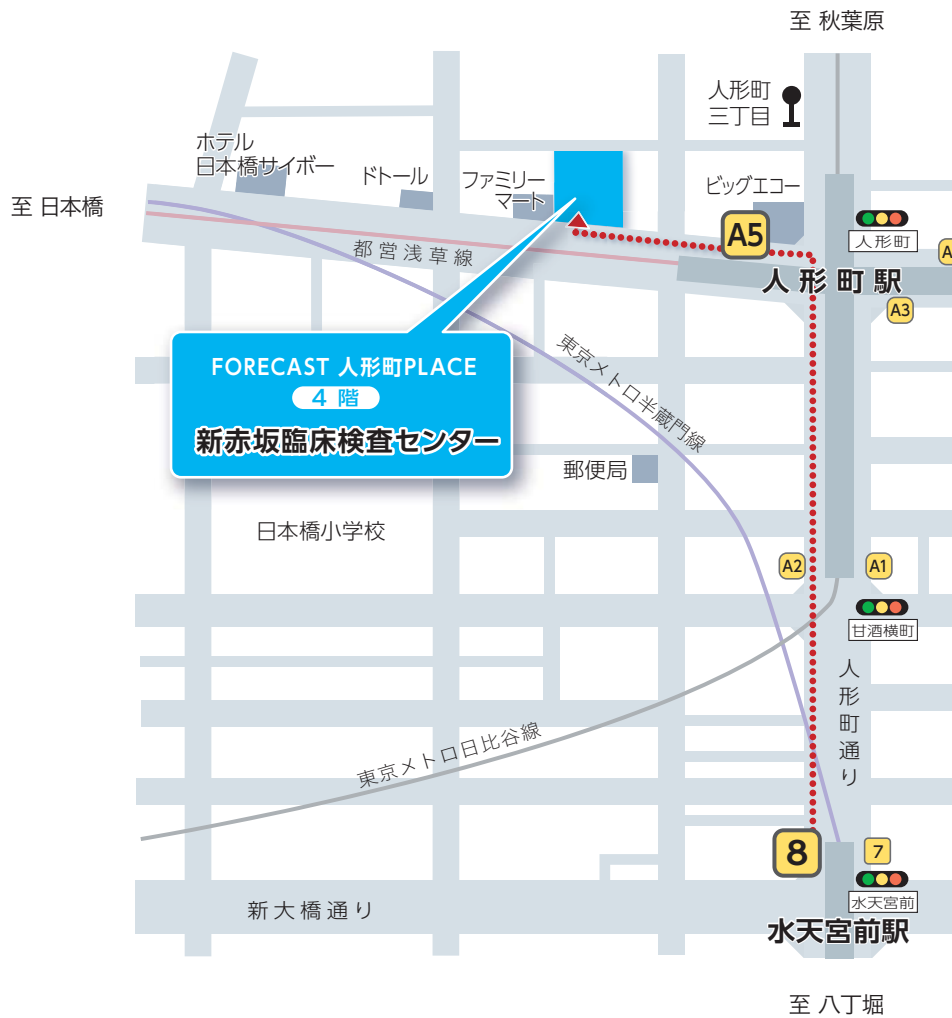 至 秋葉原
人形町
三丁目
ホテル
日本橋サイボー
ドトール
ファミリー
マート
ビッグエコー
至 日本橋
A5
人形町
都営浅草線
人形町駅
A3
FORECAST 人形町PLACE
4 階
新赤坂臨床検査センター
東京メトロ半蔵門線
郵便局
日本橋小学校
A2
A1
甘酒横町
人形町通り
東京メトロ日比谷線
8
7
水天宮前
新大橋通り
水天宮前駅
至 八丁堀